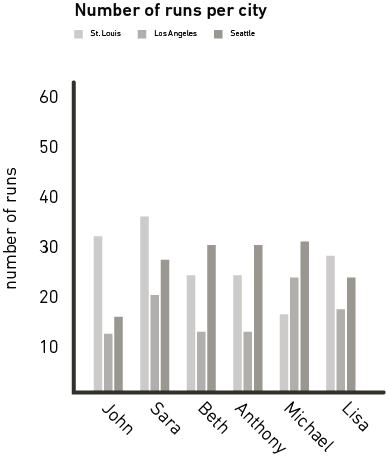 Number of runs per city
St. Louis Los Angeles Seattle
60
50
40
30
20
10
number of runs
John Sara Beth Anthony Michael Lisa